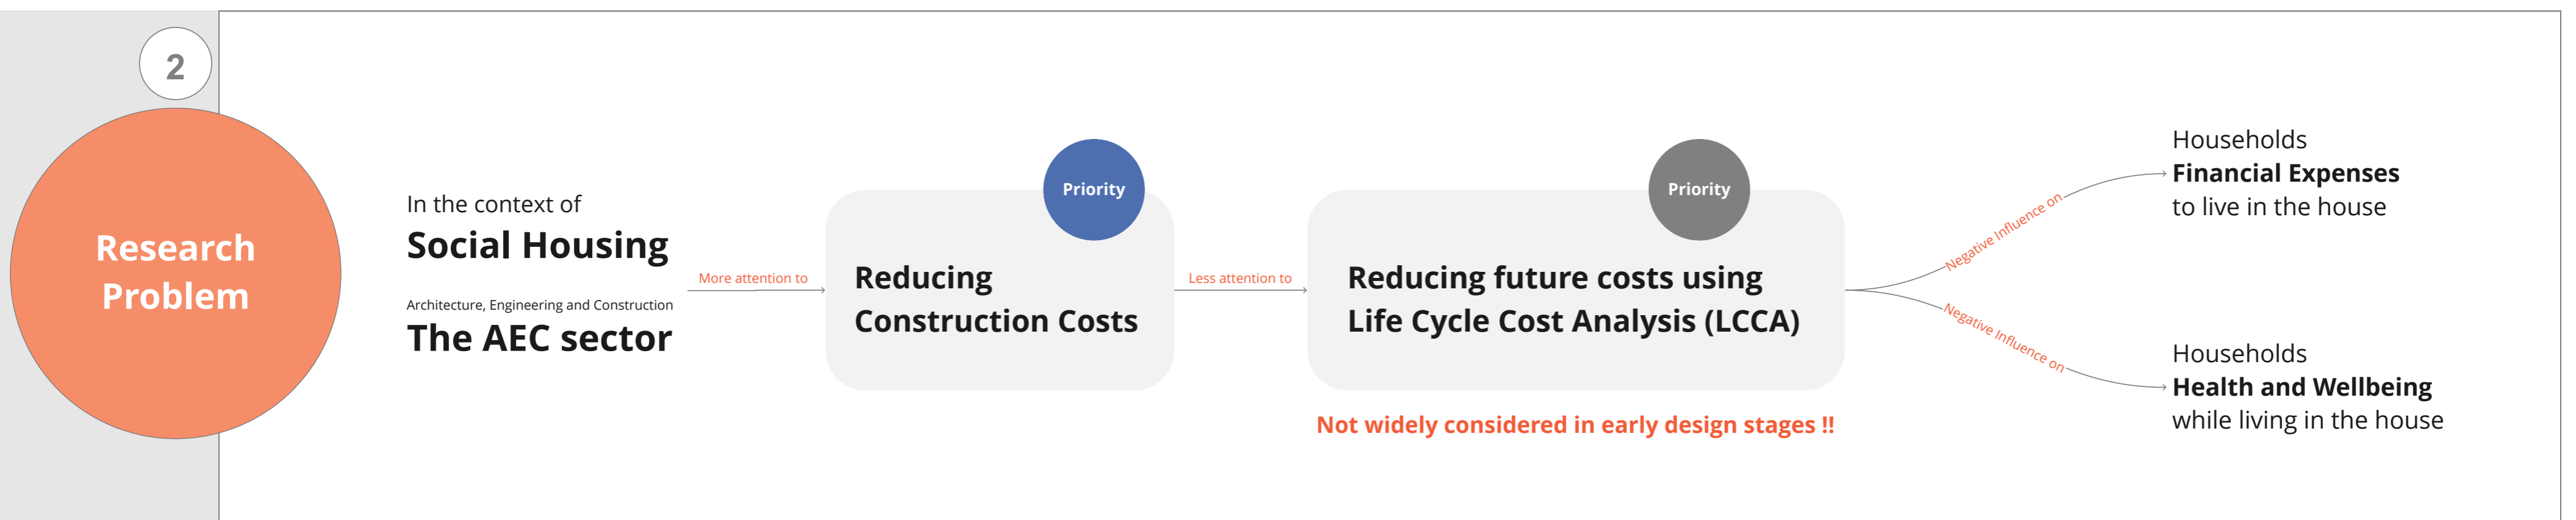 2
Research
Problem
In the context of
Social Housing
Architecture, Engineering and Construction
The AEC sector
More attention to
Priority
Reducing
Construction Costs
Less attention to
Priority
Reducing future costs using
Life Cycle Cost Analysis (LCCA)
Not widely considered in early design stages !!
Negative Influence on
Households
Financial Expenses
to live in the house
Negative Influence on
Households
Health and Wellbeing
while living in the house